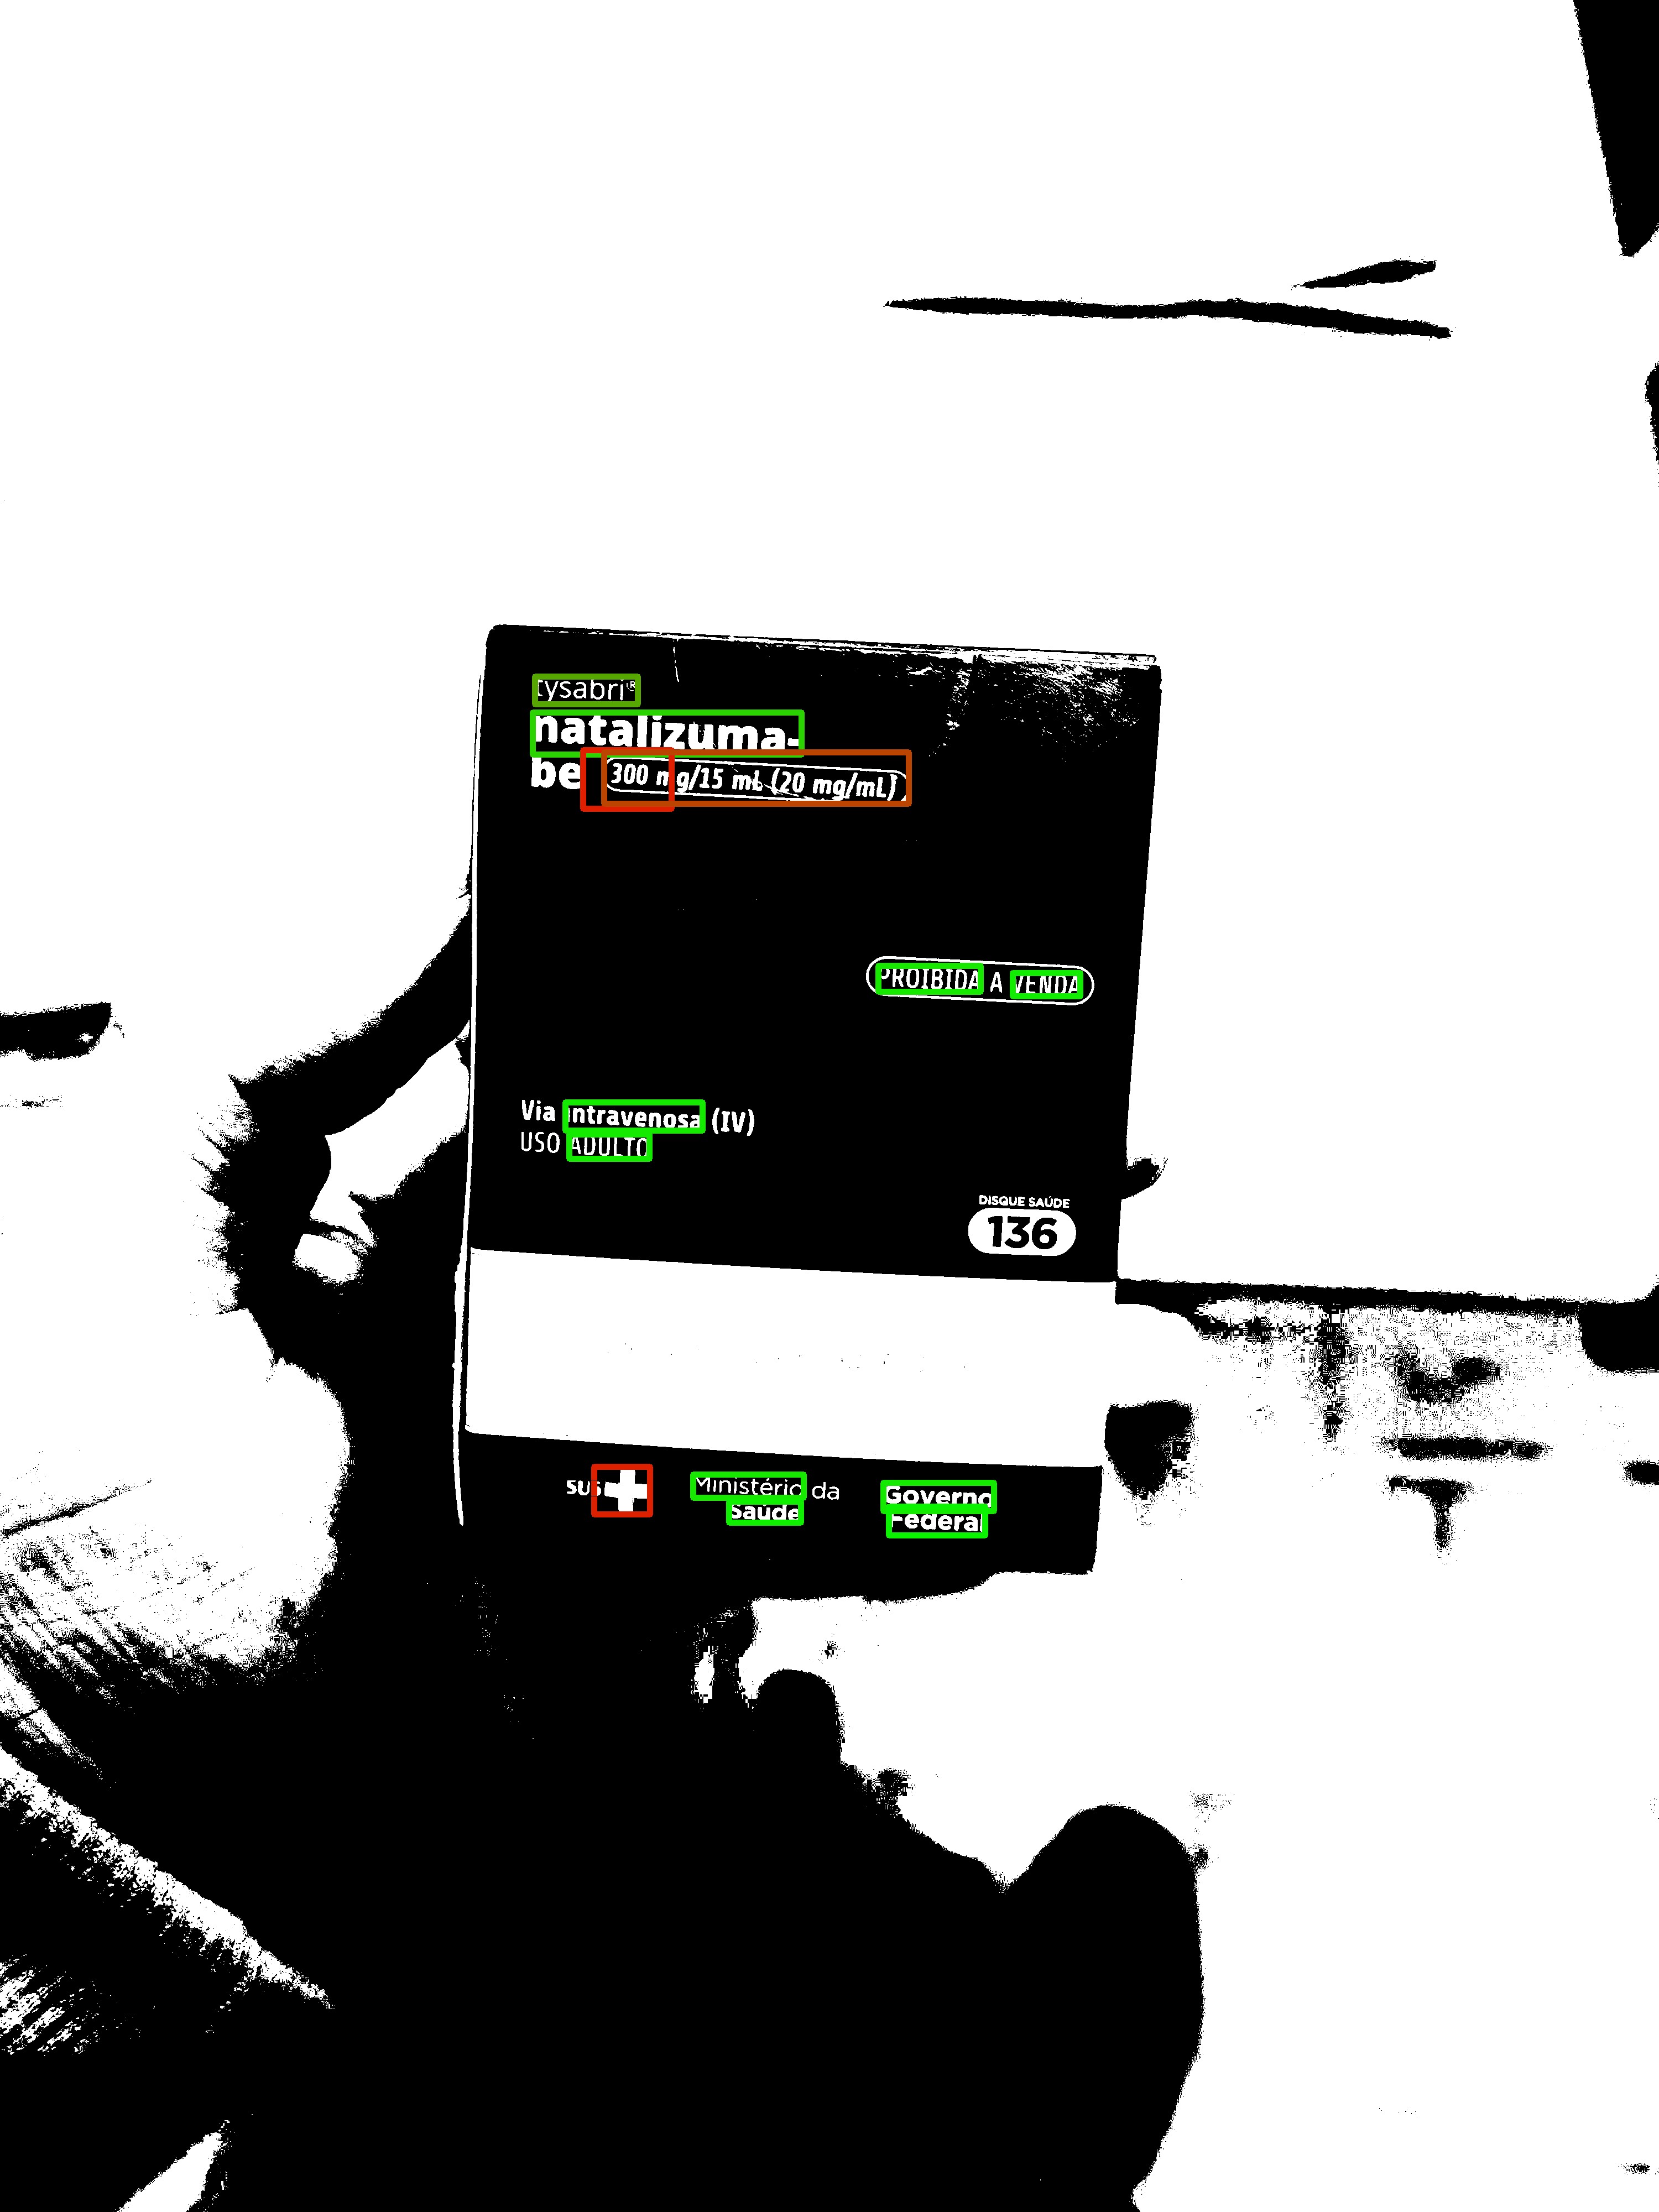 tysabri®
natalizuma-
be 300 mg/15 mL (20 mg/mL)
PROIBIDA A VENDA
Via intravenosa (IV)
USO ADULTO
DISQUE SAÚDE
136
SUS Ministério da Saúde Governo Federal